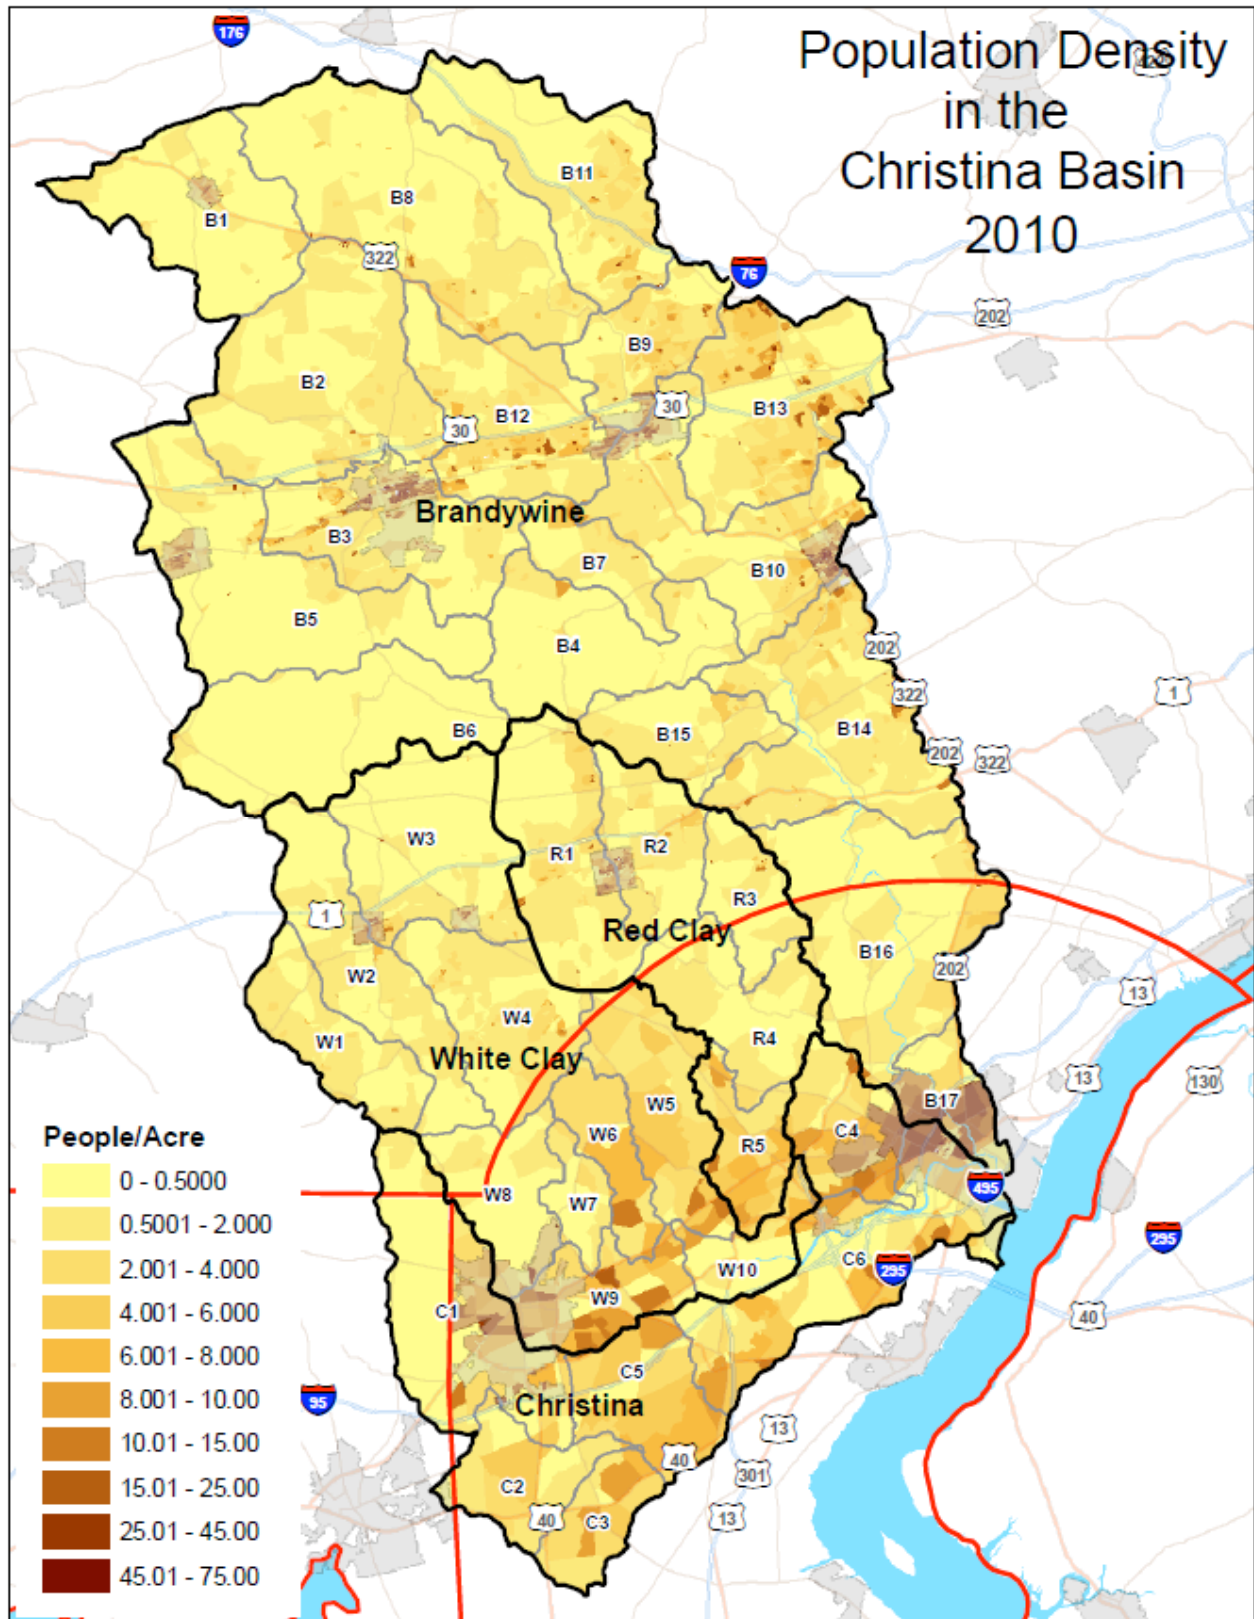 Population Density
in the
Christina Basin
2010
176
B11
B8
B1
322
76
202
B9
B2
30
B13
B12
30
Brandywine
B3
B7
B10
B5
B4
202
322
1
B6
B15
B14
202
322
W3
R2
R1
R3
1
Red Clay
B16
202
W2
13
W4
R4
W1
White Clay
13
130
B17
W5
C4
W6
R5
People/Acre
0 - 0.5000
0.5001 - 2.000
2.001 - 4.000
4.001 - 6.000
6.001 - 8.000
8.001 - 10.00
10.01 - 15.00
15.01 - 25.00
25.01 - 45.00
45.01 - 75.00
W8
W7
495
295
C6
W10
295
W9
C1
40
C5
95
Christina
13
40
301
C2
40
C3
13